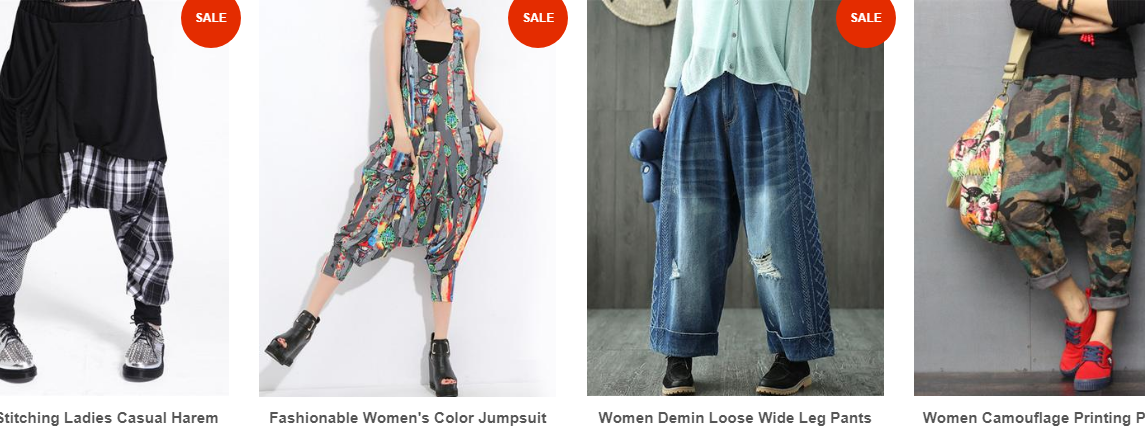 SALE
SALE
SALE
Stitching Ladies Casual Harem
Fashionable Women's Color Jumpsuit
Women Demin Loose Wide Leg Pants
Women Camouflage Printing P